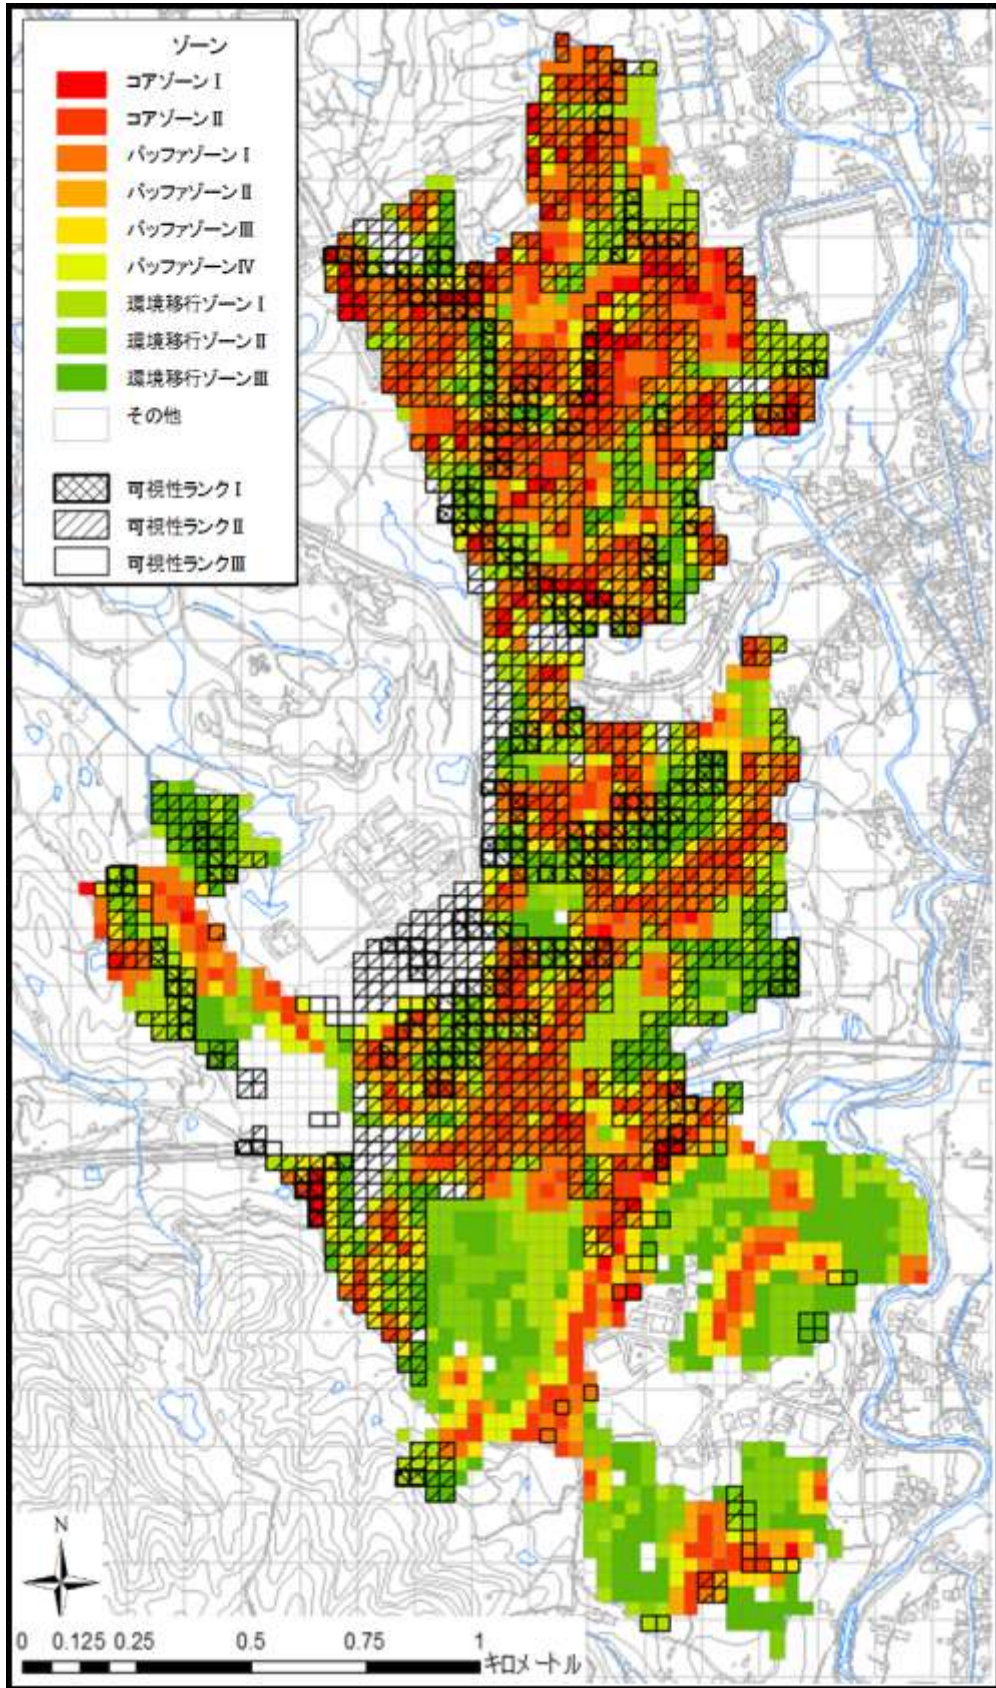 ゾーン
コアゾーンⅠ
コアゾーンⅡ
バッファゾーンⅠ
バッファゾーンⅡ
バッファゾーンⅢ
バッファゾーンⅣ
環境移行ゾーンⅠ
環境移行ゾーンⅡ
環境移行ゾーンⅢ
その他
可視性ランクⅠ
可視性ランクⅡ
可視性ランクⅢ
N
0 0.125 0.25 0.5 0.75 1
キロメートル